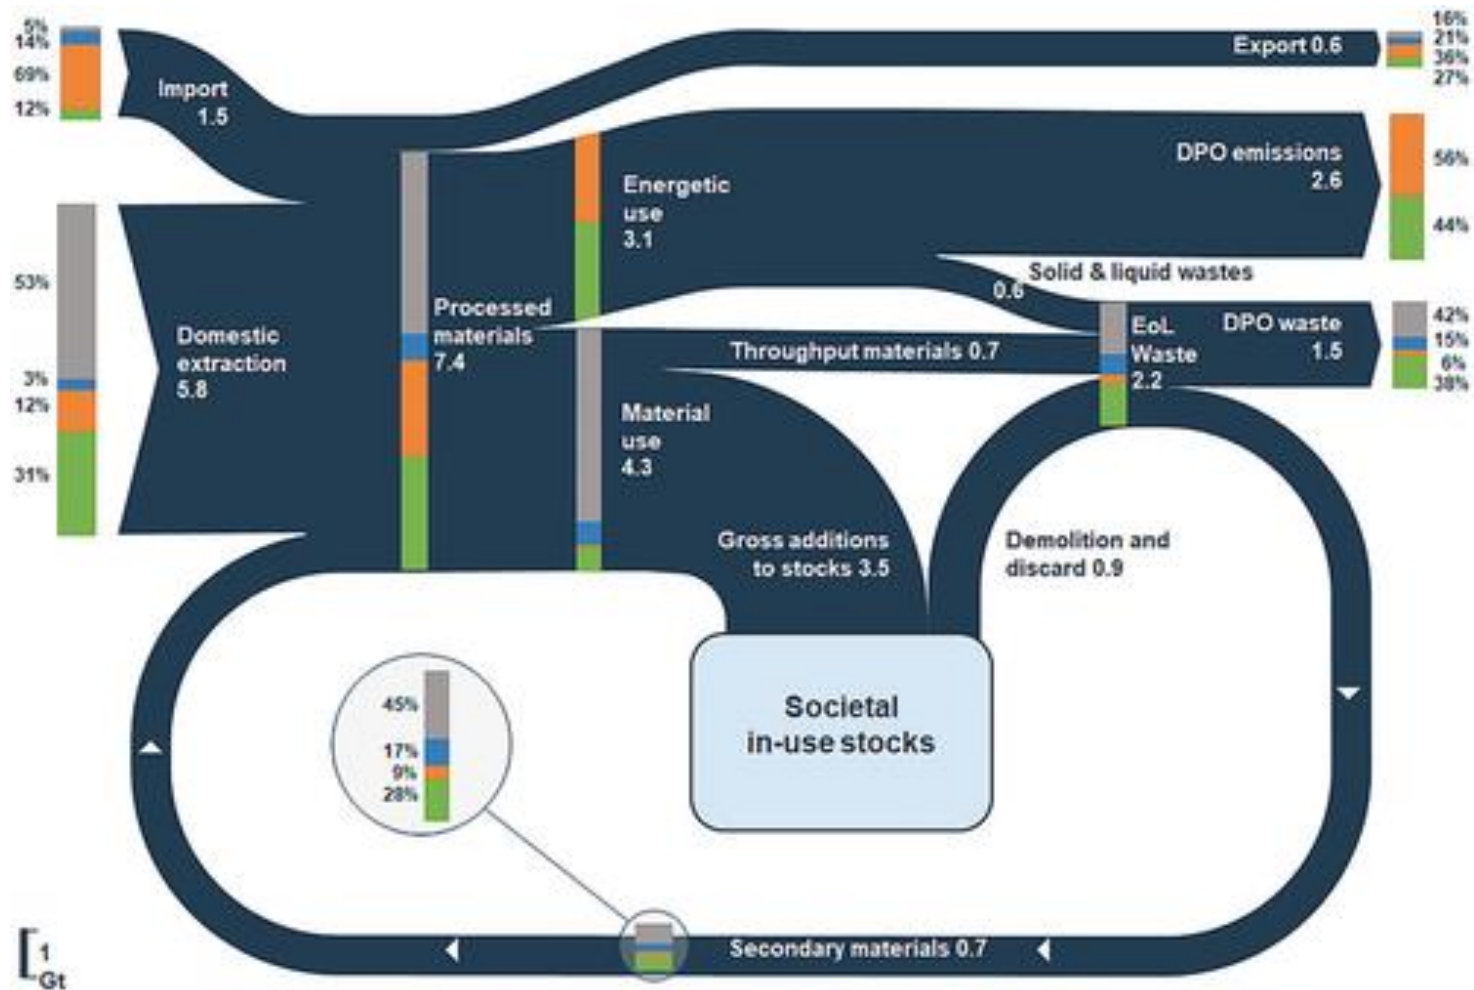 5%
14%
69%
12%
Import
1.5
53%
3%
12%
31%
Domestic
extraction
5.8
Processed
materials
7.4
Energetic
use
3.1
Material
use
4.3
Export 0.6
16%
21%
36%
27%
DPO emissions
2.6
56%
44%
Solid & liquid wastes
0.6
Throughput materials 0.7
EoL
Waste
2.2
DPO waste
1.5
42%
15%
6%
38%
Gross additions
to stocks 3.5
Demolition and
discard 0.9
Societal
in-use stocks
45%
17%
9%
28%
Secondary materials 0.7
1
Gt